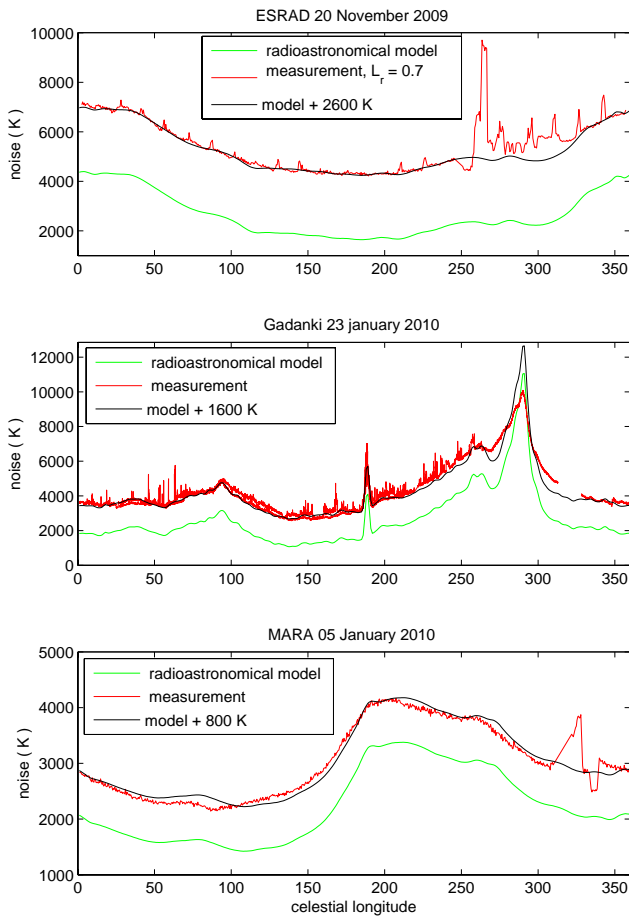 ESRAD 20 November 2009
10000
8000
6000
4000
2000
noise ( K )
radioastronomical model
measurement, L_r = 0.7
model + 2600 K
0 50 100 150 200 250 300 350
Gadanki 23 january 2010
12000
10000
8000
6000
4000
2000
0
noise ( K )
radioastronomical model
measurement
model + 1600 K
0 50 100 150 200 250 300 350
MARA 05 January 2010
5000
4000
3000
2000
1000
noise ( K )
radioastronomical model
measurement
model + 800 K
0 50 100 150 200 250 300 350
celestial longitude